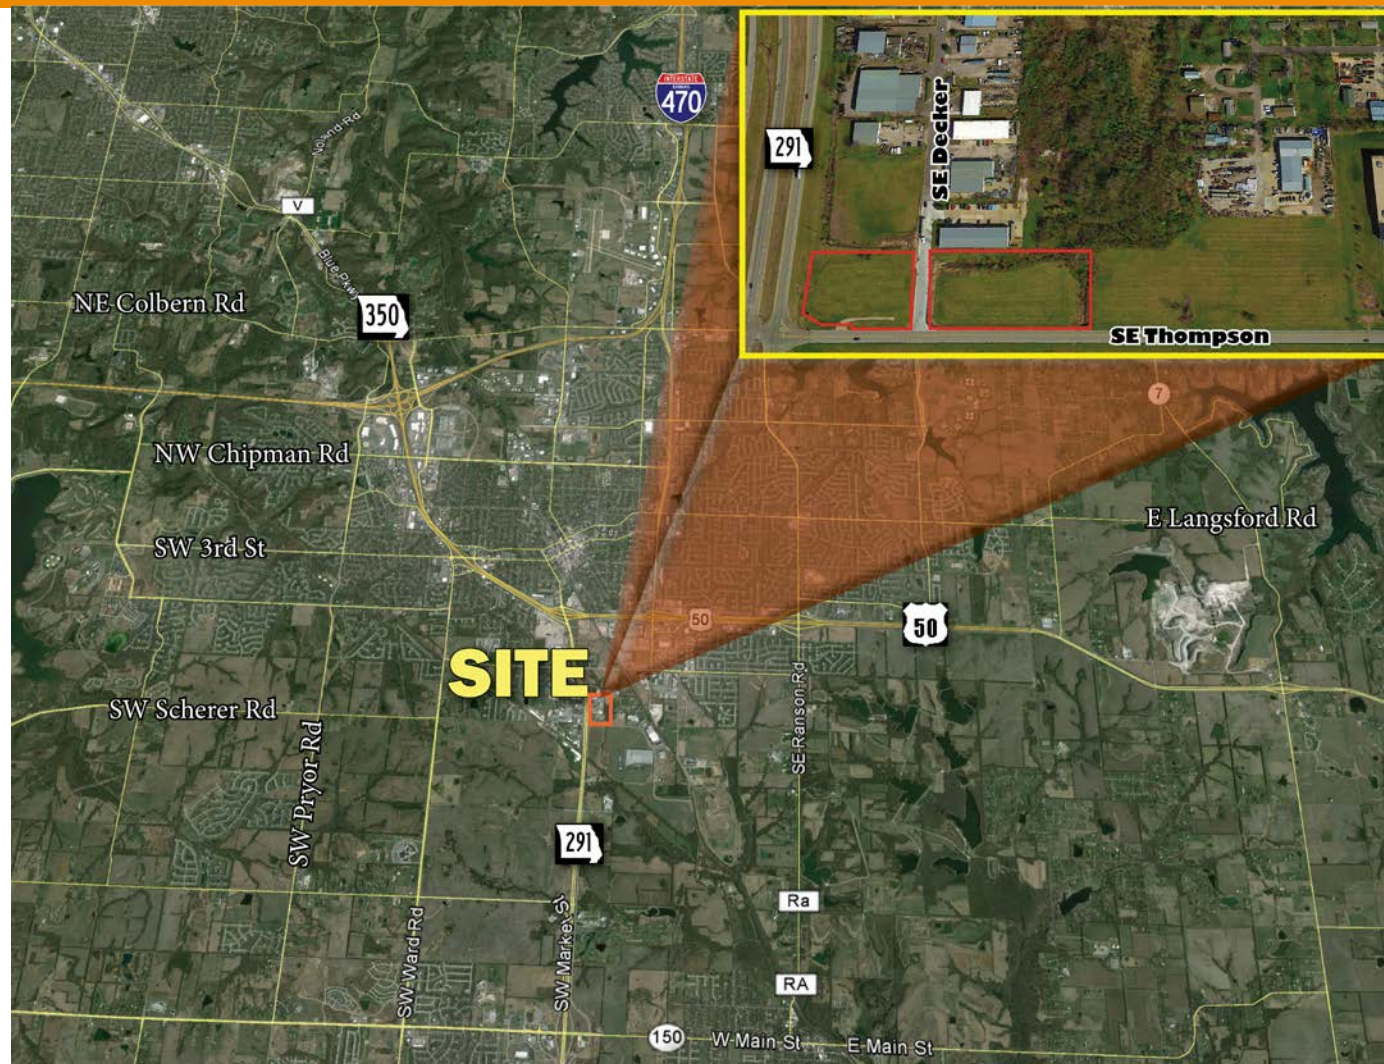 INTERSTATE
470
291
SE Decker
SE Thompson
Noland Rd
V
Blue Pkwy
NE Colbern Rd
350
7
NW Chipman Rd
E Langsford Rd
SW 3rd St
50
50
SITE
SW Scherer Rd
SE Ranson Rd
SW Pryor Rd
291
Ra
SW Ward Rd
SW Market St
RA
150
W Main St
E Main St